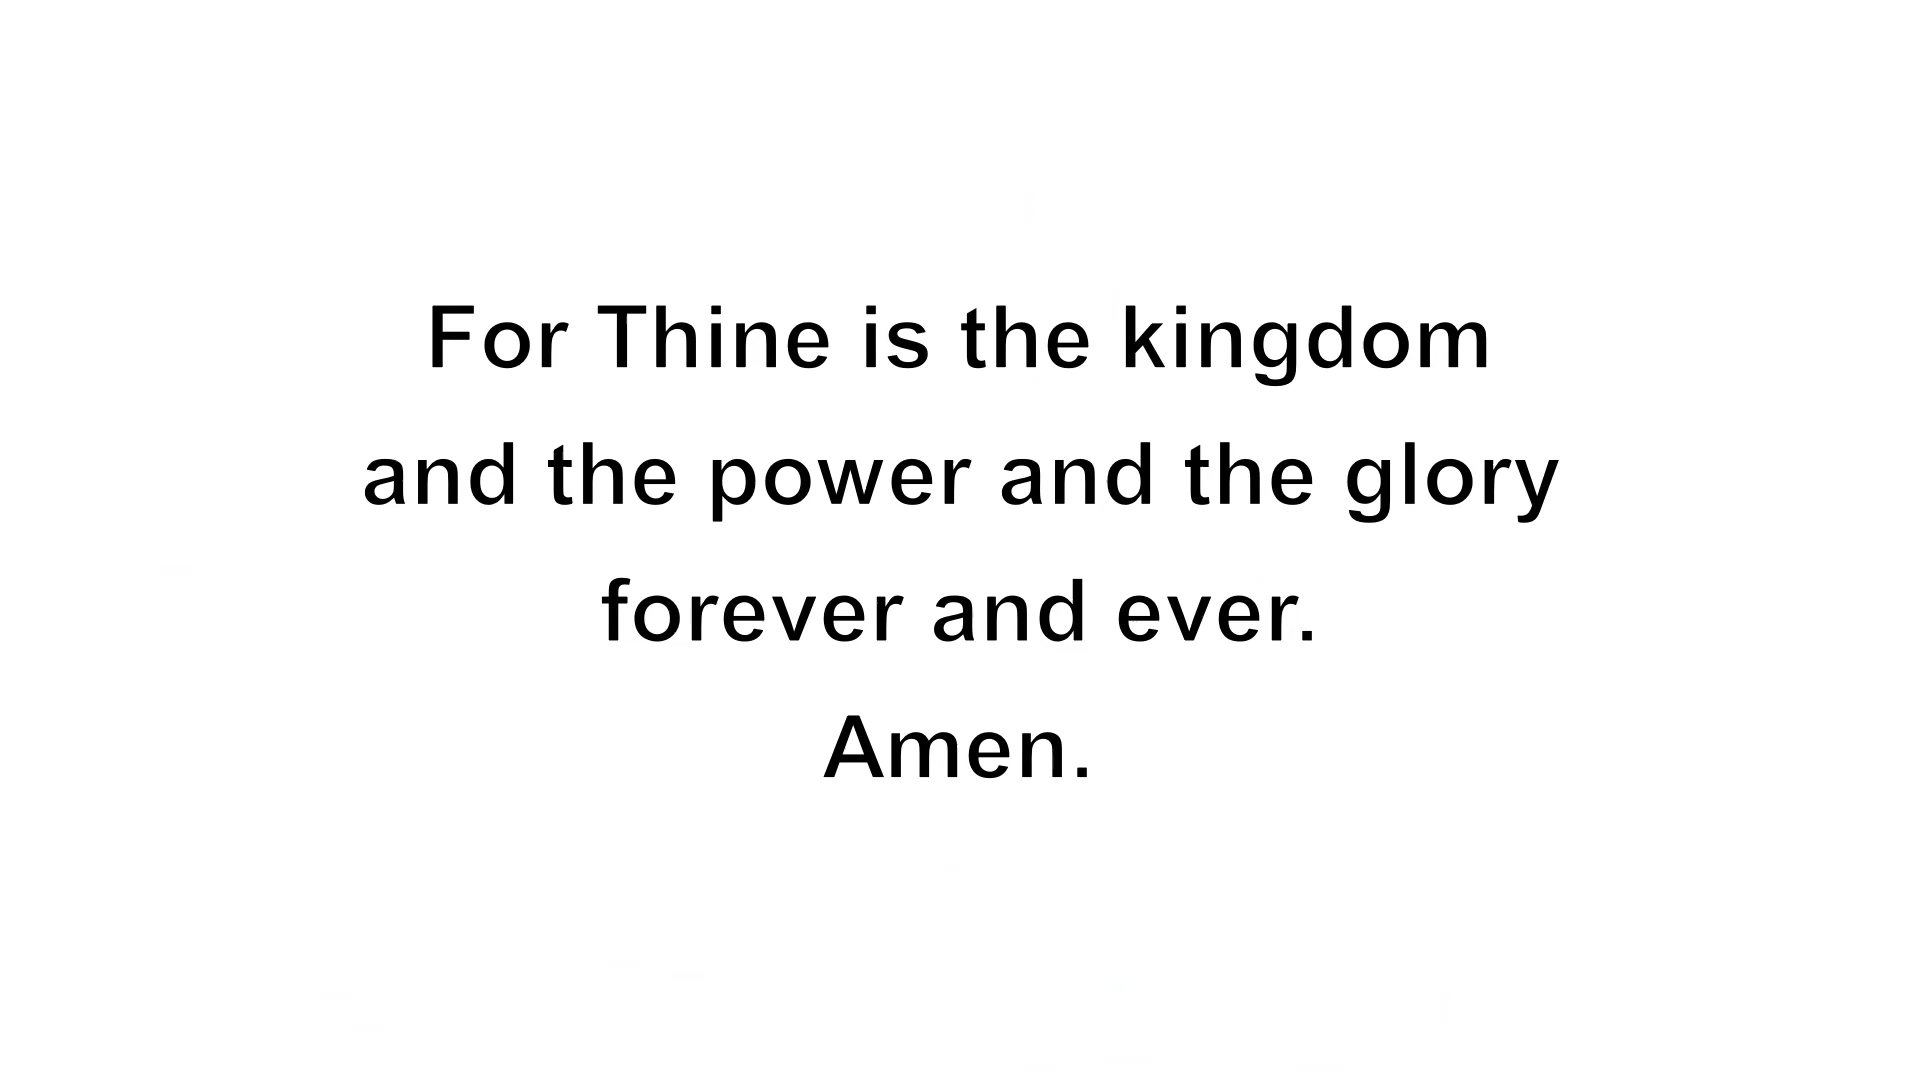 For Thine is the kingdom
and the power and the glory
forever and ever.
Amen.